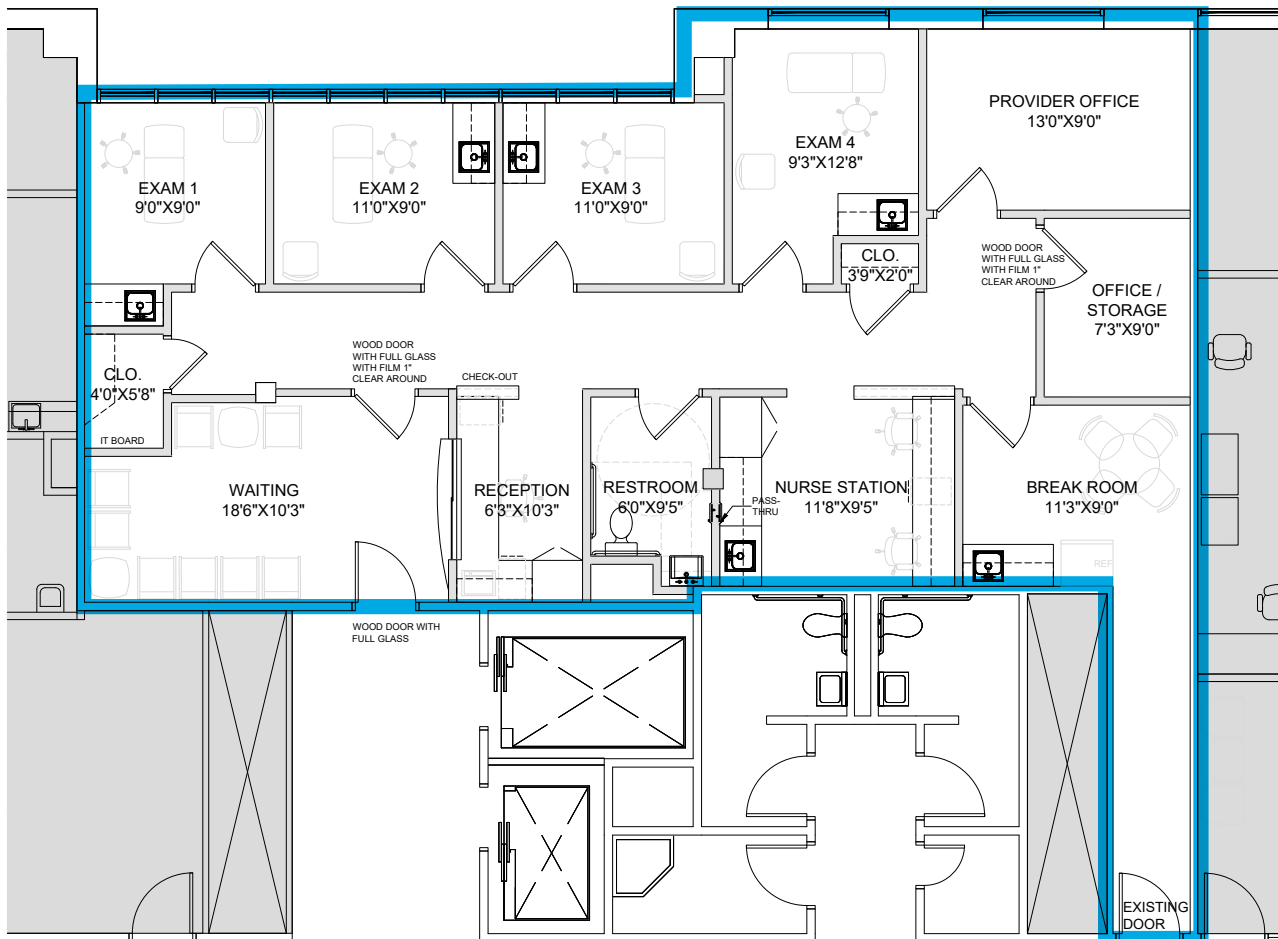 PROVIDER OFFICE
13'0"X9'0"
EXAM 4
9'3"X12'8"
EXAM 1
9'0"X9'0"
EXAM 2
11'0"X9'0"
EXAM 3
11'0"X9'0"
CLO.
3'9"X2'0"
WOOD DOOR
WITH FULL GLASS
WITH FILM 1"
CLEAR AROUND
OFFICE /
STORAGE
7'3"X9'0"
WOOD DOOR
WITH FULL GLASS
WITH FILM 1"
CLEAR AROUND
CHECK-OUT
CLO.
4'0"X5'8"
IT BOARD
WAITING
18'6"X10'3"
RECEPTION
6'3"X10'3"
RESTROOM
6'0"X9'5"
PASS-
THRU
NURSE STATION
11'8"X9'5"
BREAK ROOM
11'3"X9'0"
REF
WOOD DOOR WITH
FULL GLASS
EXISTING
DOOR